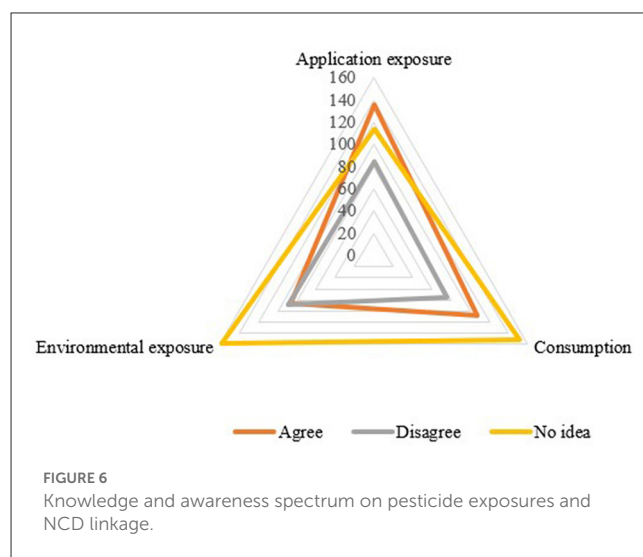 Application exposure
160
140
120
100
80
60
40
20
0
Environmental exposure
Consumption
Agree
Disagree
No idea
FIGURE 6
Knowledge and awareness spectrum on pesticide exposures and
NCD linkage.